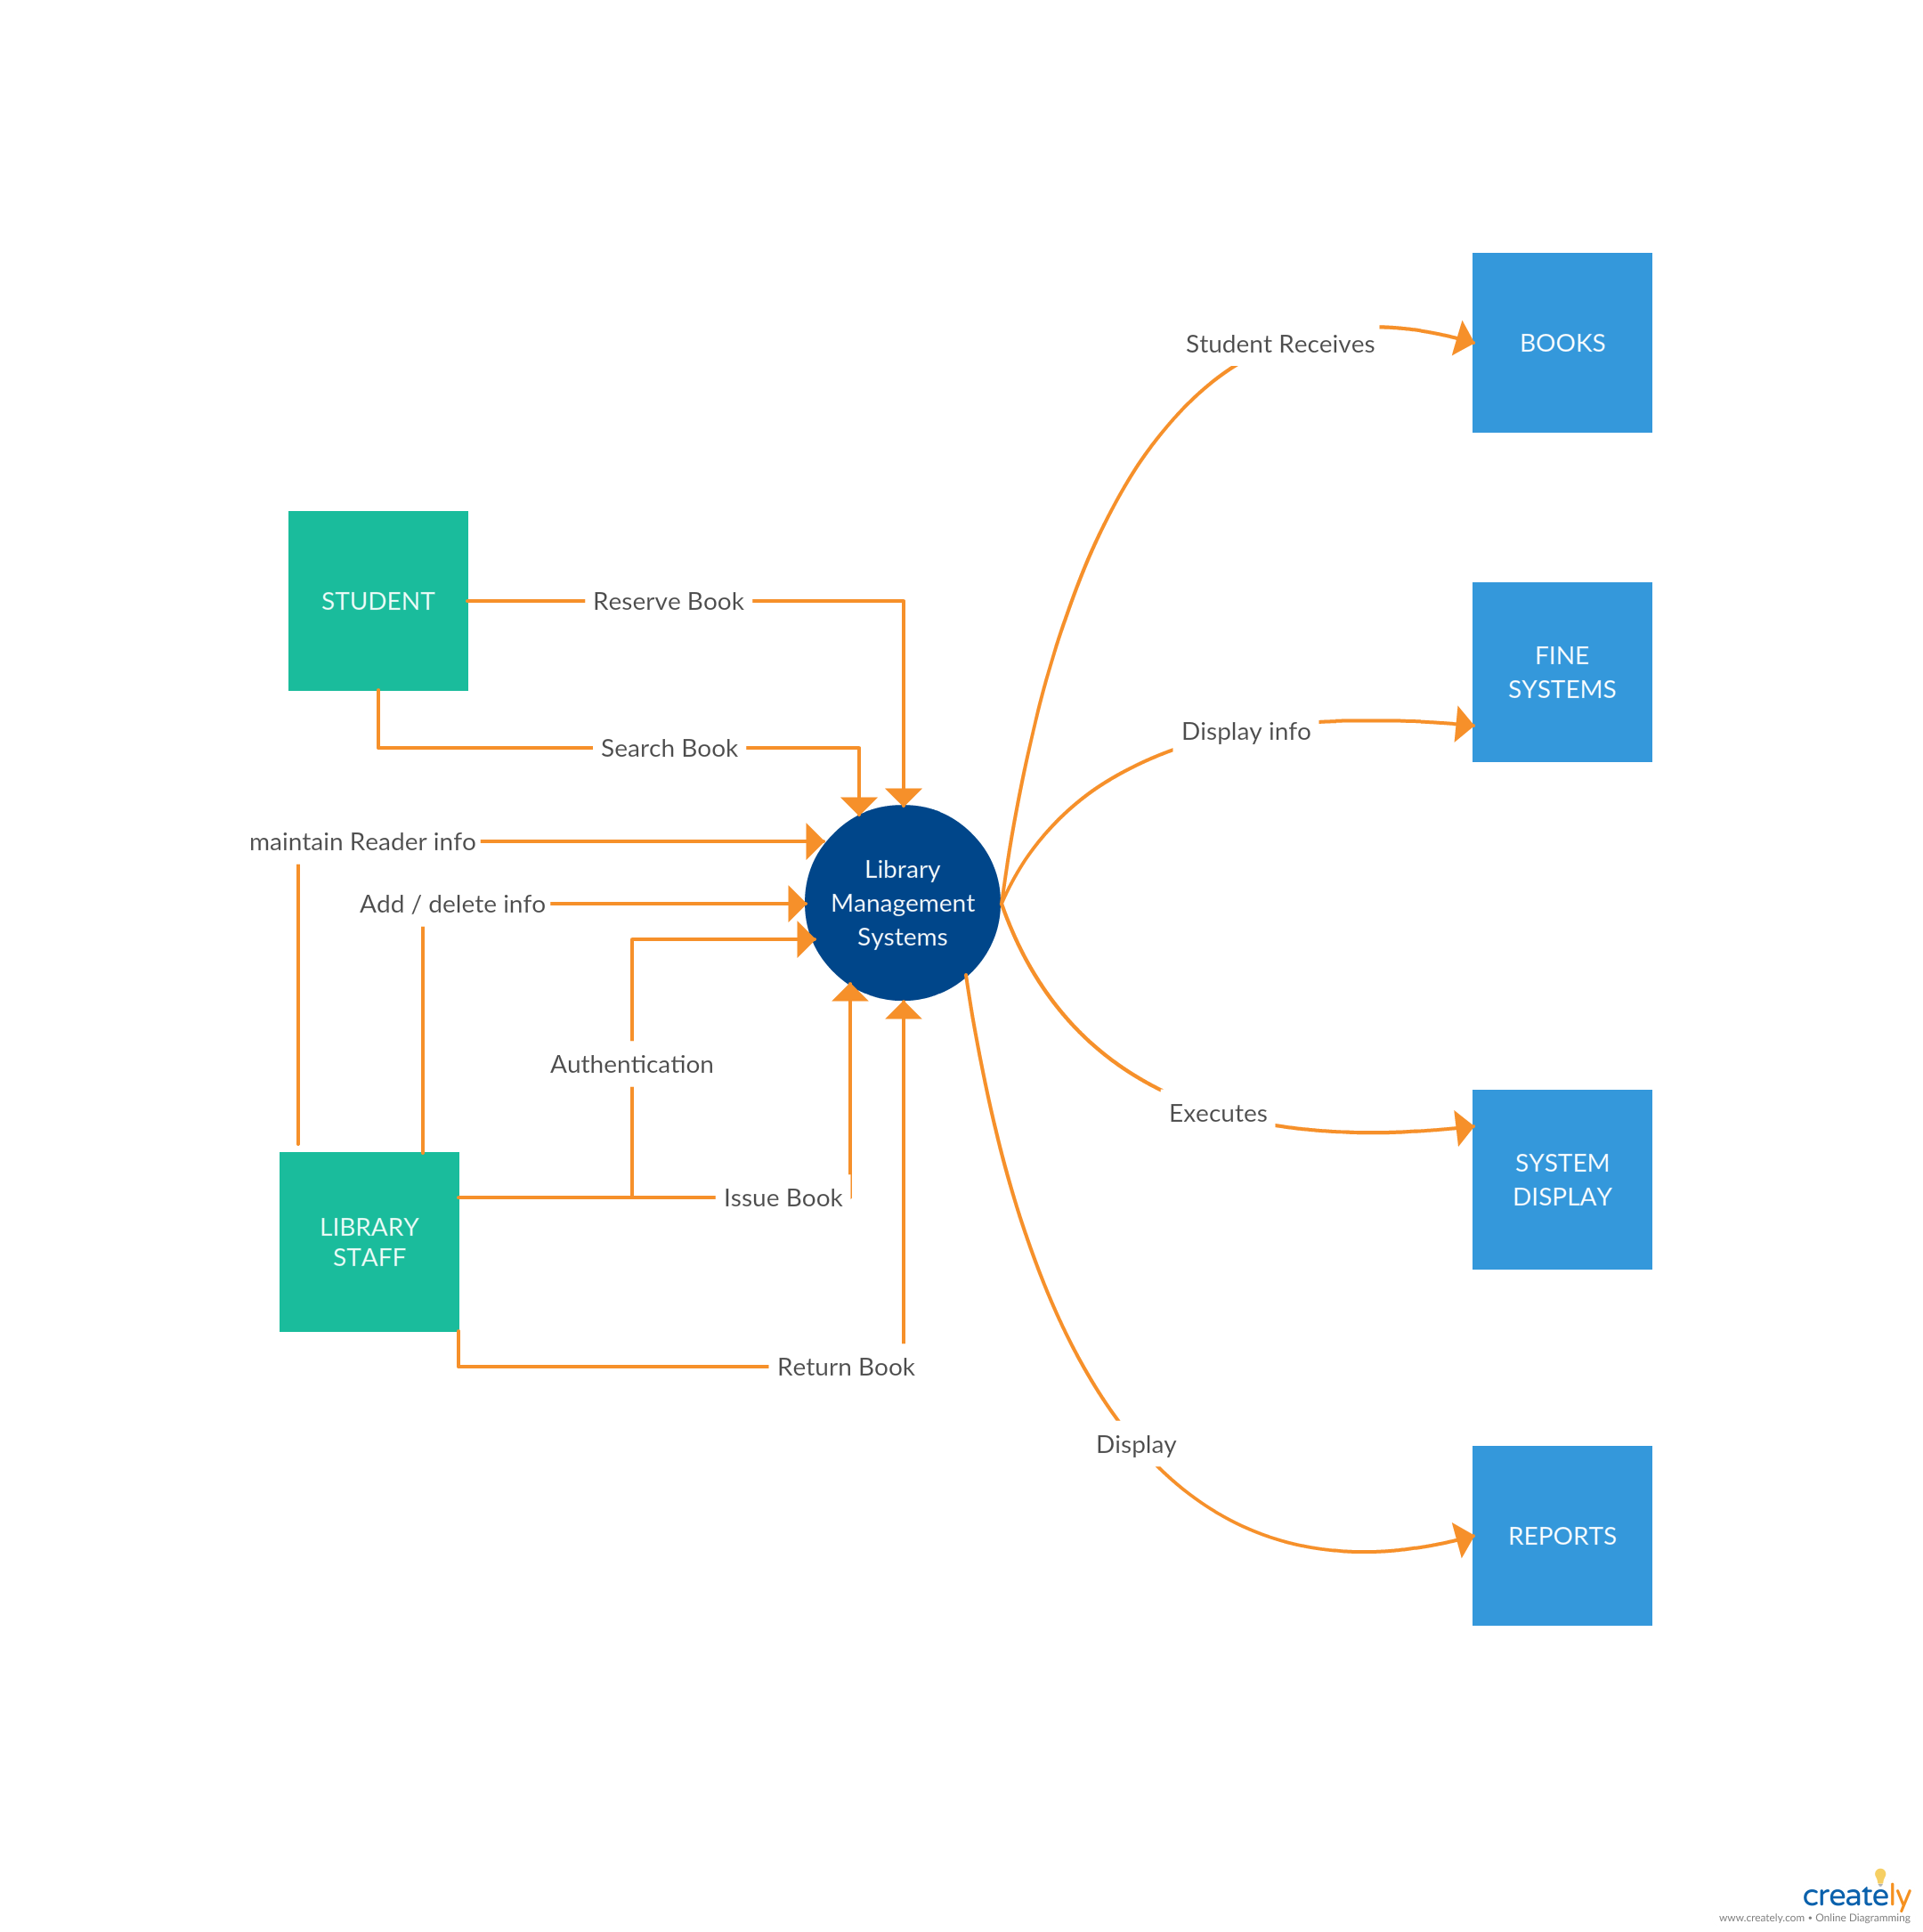 Student Receives
BOOKS
STUDENT
Reserve Book
FINE
SYSTEMS
Display info
Search Book
maintain Reader info
Library
Management
Systems
Add / delete info
Authentication
Executes
SYSTEM
DISPLAY
Issue Book
LIBRARY
STAFF
Return Book
Display
REPORTS
creately
www.creately.com • Online Diagramming